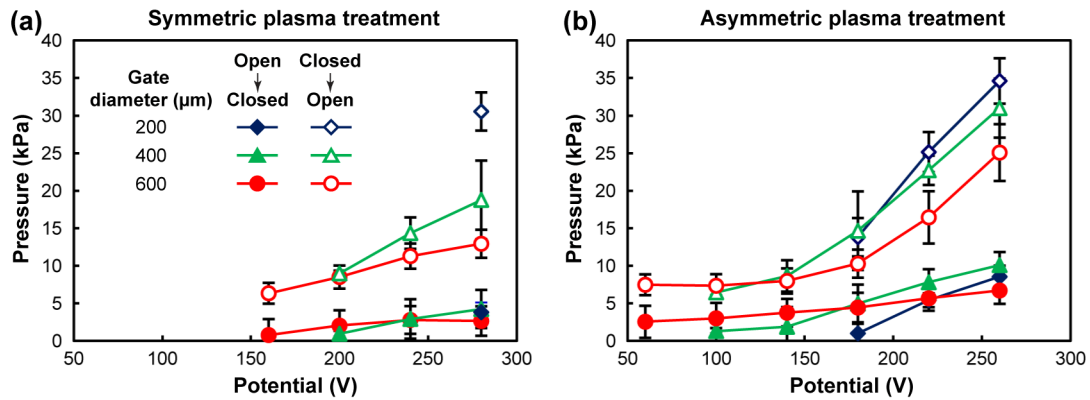 (a)
Symmetric plasma treatment
40
35
30
25
20
15
10
5
0
Pressure (kPa)
Gate
diameter (µm)
Open
Closed
Closed
Open
200
400
600
50
100
150
200
250
300
Potential (V)
(b)
Asymmetric plasma treatment
40
35
30
25
20
15
10
5
0
Pressure (kPa)
50
100
150
200
250
300
Potential (V)